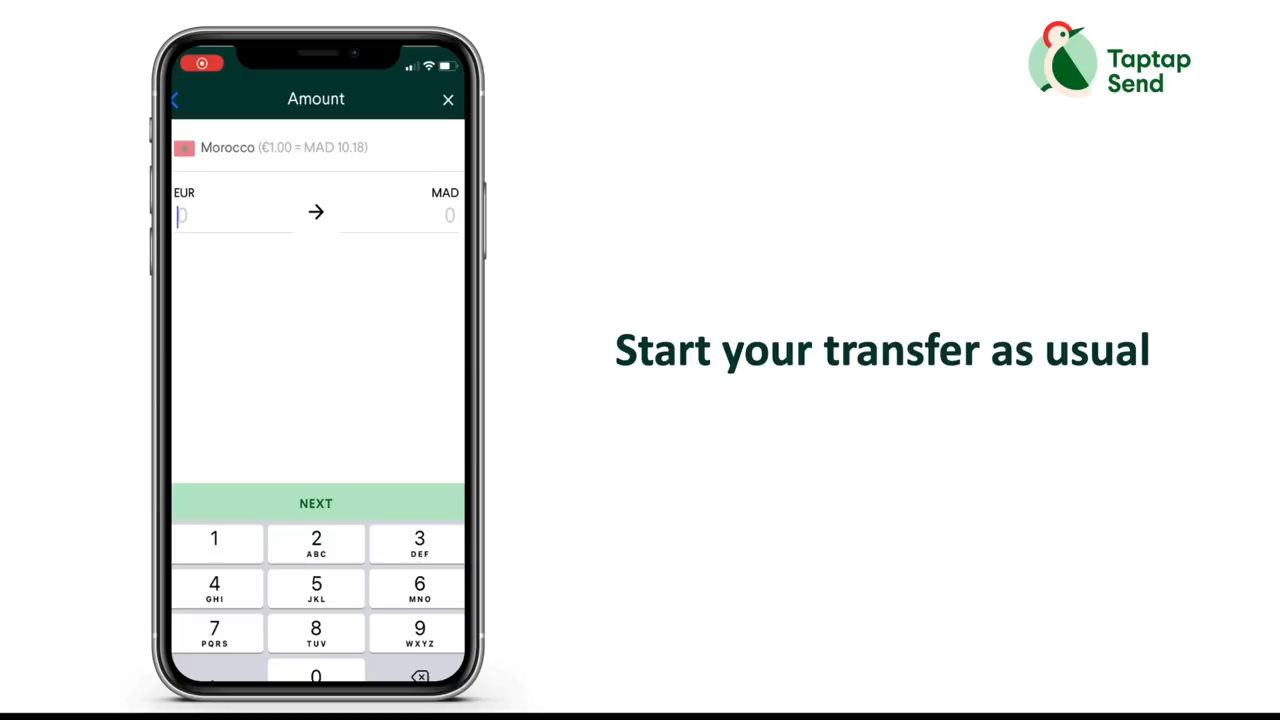 Taptap
Send
Amount
Morocco (€1.00 = MAD 10.18)
EUR
MAD
0
0
Start your transfer as usual
NEXT
1
2
ABC
3
DEF
4
GHI
5
JKL
6
MNO
7
PQRS
8
TUV
9
WXYZ
0